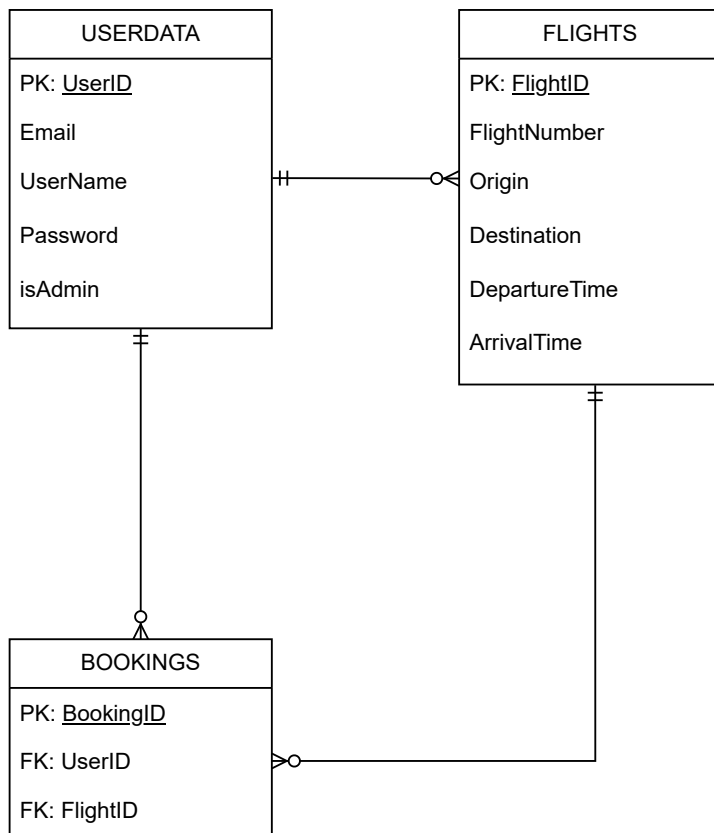 USERDATA
PK: UserID
Email
UserName
Password
isAdmin
FLIGHTS
PK: FlightID
FlightNumber
Origin
Destination
DepartureTime
ArrivalTime
BOOKINGS
PK: BookingID
FK: UserID
FK: FlightID